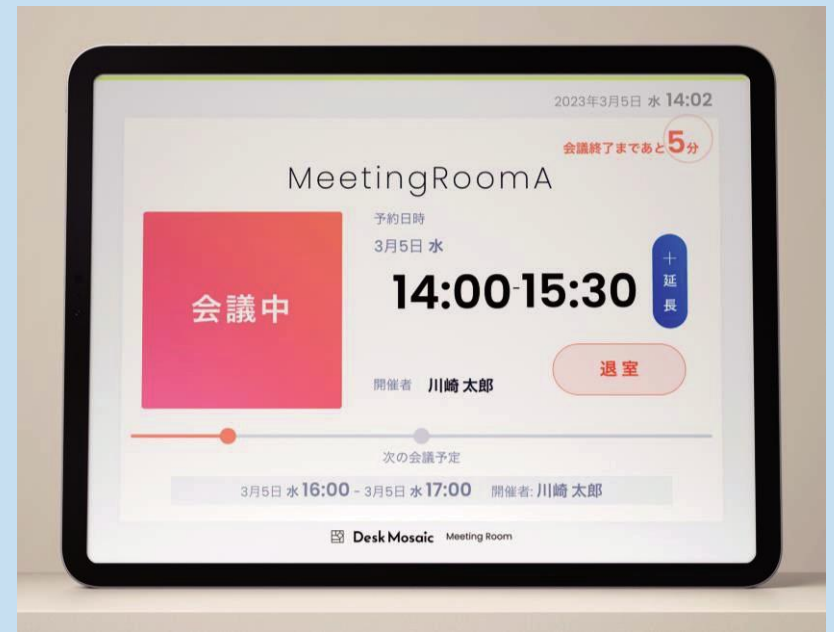 2023年3月5日 水 14:02
会議終了まであと5分
MeetingRoomA
予約日時
3月5日 水
14:00-15:30
+延長
会議中
退室
開催者 川崎 太郎
次の会議予定
3月5日 水 16:00 - 3月5日 水 17:00 開催者: 川崎 太郎
Desk Mosaic Meeting Room